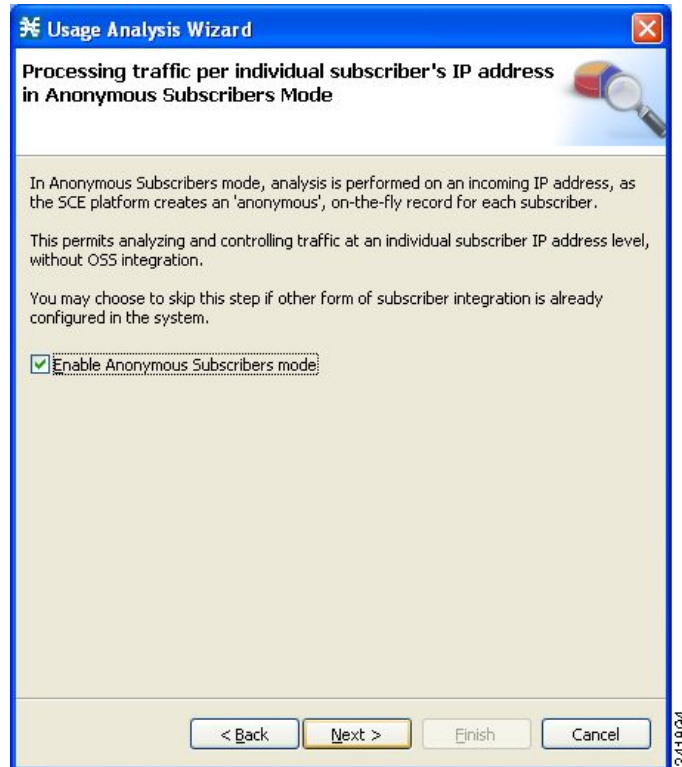 Usage Analysis Wizard
Processing traffic per individual subscriber's IP address
in Anonymous Subscribers Mode
In Anonymous Subscribers mode, analysis is performed on an incoming IP address, as
the SCE platform creates an 'anonymous', on-the-fly record for each subscriber.
This permits analyzing and controlling traffic at an individual subscriber IP address level,
without OSS integration.
You may choose to skip this step if other form of subscriber integration is already
configured in the system.
Enable Anonymous Subscribers mode
< Back
Next >
Finish
Cancel